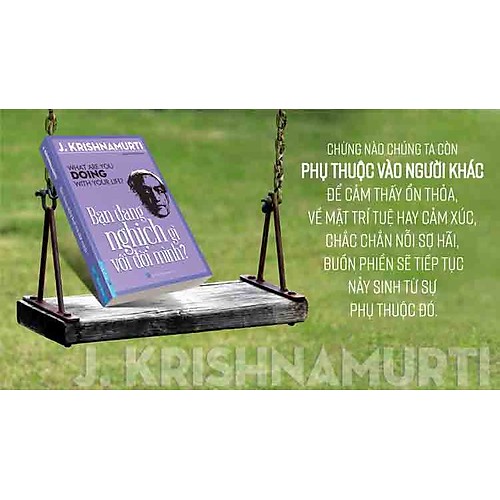 J. KRISHNAMURTI
WHAT ARE YOU
DOING
WITH YOUR LIFE?
Bạn đang
nghịch gì
với đời mình?
CHỪNG NÀO CHÚNG TA CÒN
PHỤ THUỘC VÀO NGƯỜI KHÁC
ĐỂ CẢM THẤY ỔN THỎA,
VỀ MẶT TRÍ TUỆ HAY CẢM XÚC,
CHẮC CHẮN NỖI SỢ HÃI,
BUỒN PHIỀN SẼ TIẾP TỤC
NẢY SINH TỪ SỰ
PHỤ THUỘC ĐÓ.
J. KRISHNAMURTI